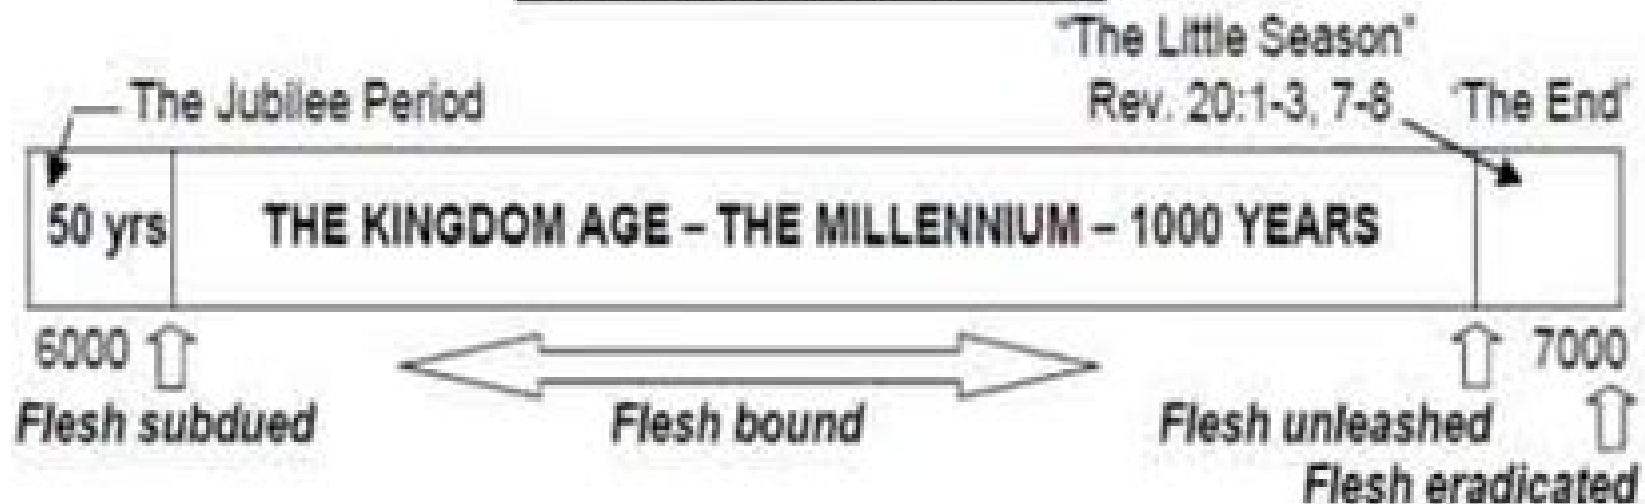 "The Little Season"
The Jubilee Period
Rev. 20:1-3, 7-8
'The End'
50 yrs
THE KINGDOM AGE – THE MILLENNIUM – 1000 YEARS
6000
7000
Flesh subdued
Flesh bound
Flesh unleashed
Flesh eradicated